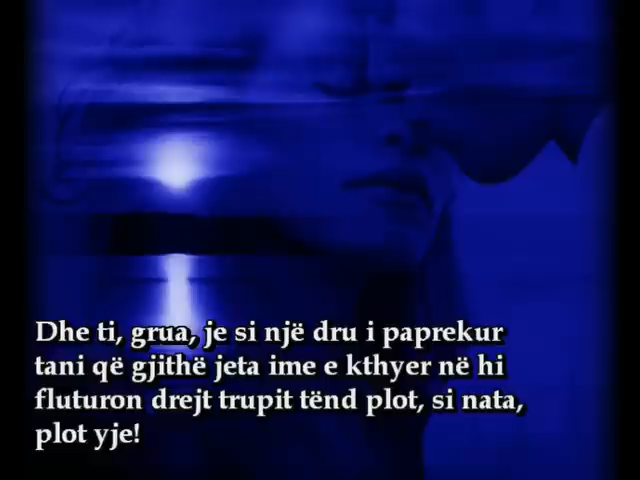 Dhe ti, grua, je si një dru i paprekur
tani që gjithë jeta ime e kthyer në hi
fluturon drejt trupit tënd plot, si nata,
plot yje!